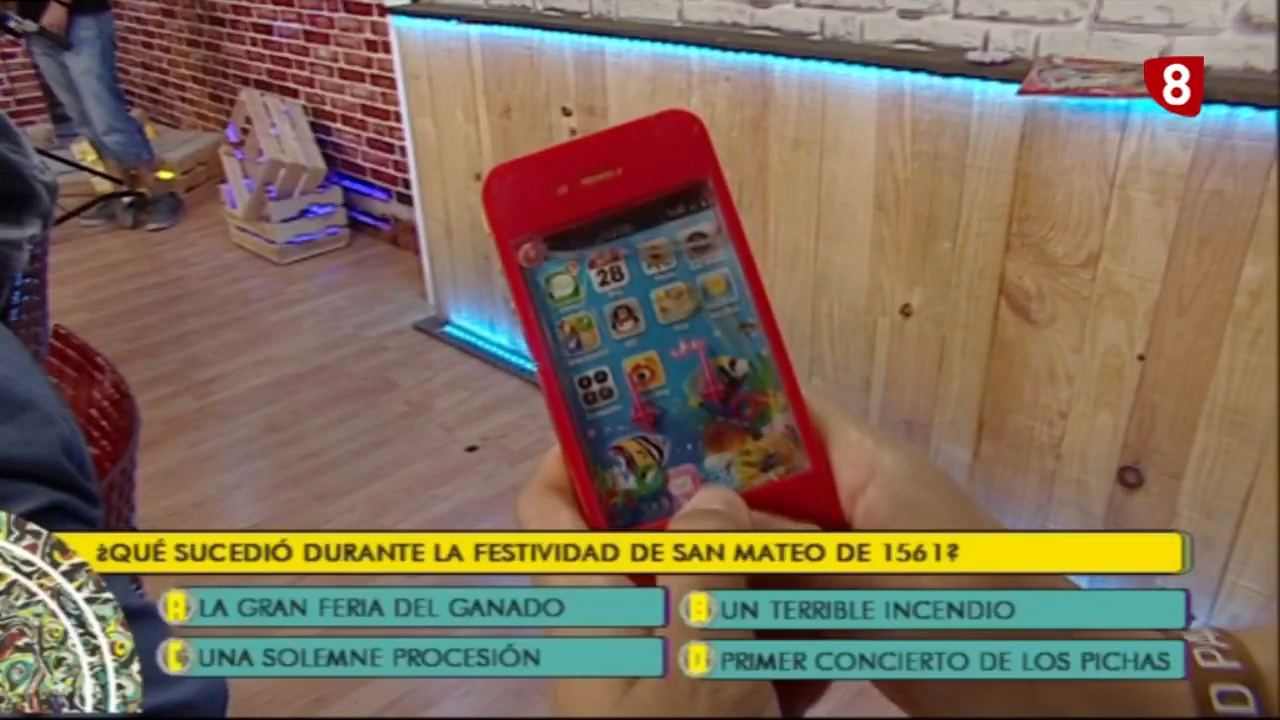 8
28
¿QUÉ SUCEDIÓ DURANTE LA FESTIVIDAD DE SAN MATEO DE 1561?
A LA GRAN FERIA DEL GANADO
B UN TERRIBLE INCENDIO
C UNA SOLEMNE PROCESIÓN
D PRIMER CONCIERTO DE LOS PICHAS